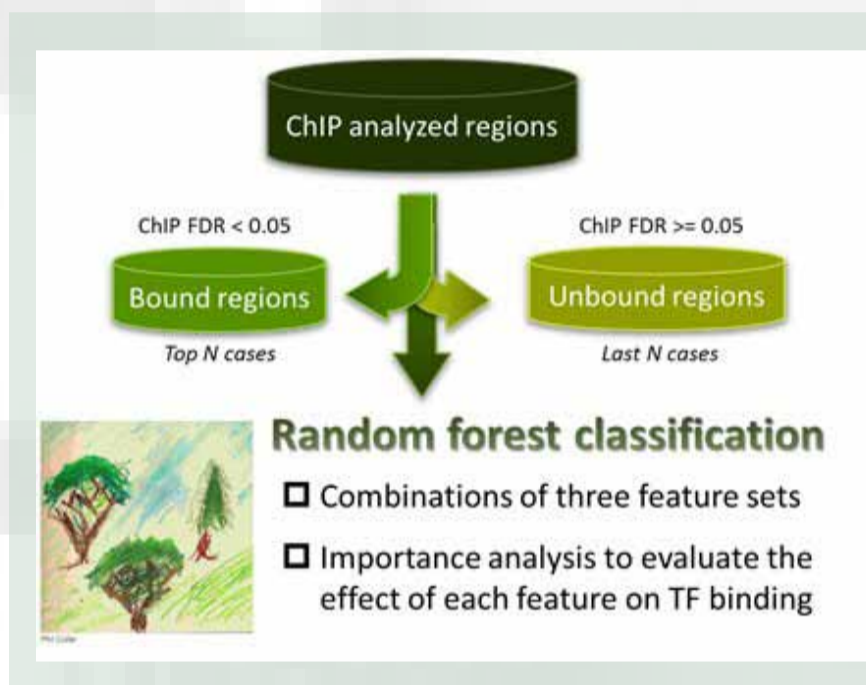 ChIP analyzed regions
ChIP FDR < 0.05
ChIP FDR >= 0.05
Bound regions
Unbound regions
Top N cases
Last N cases
Random forest classification
Combinations of three feature sets
Importance analysis to evaluate the
effect of each feature on TF binding